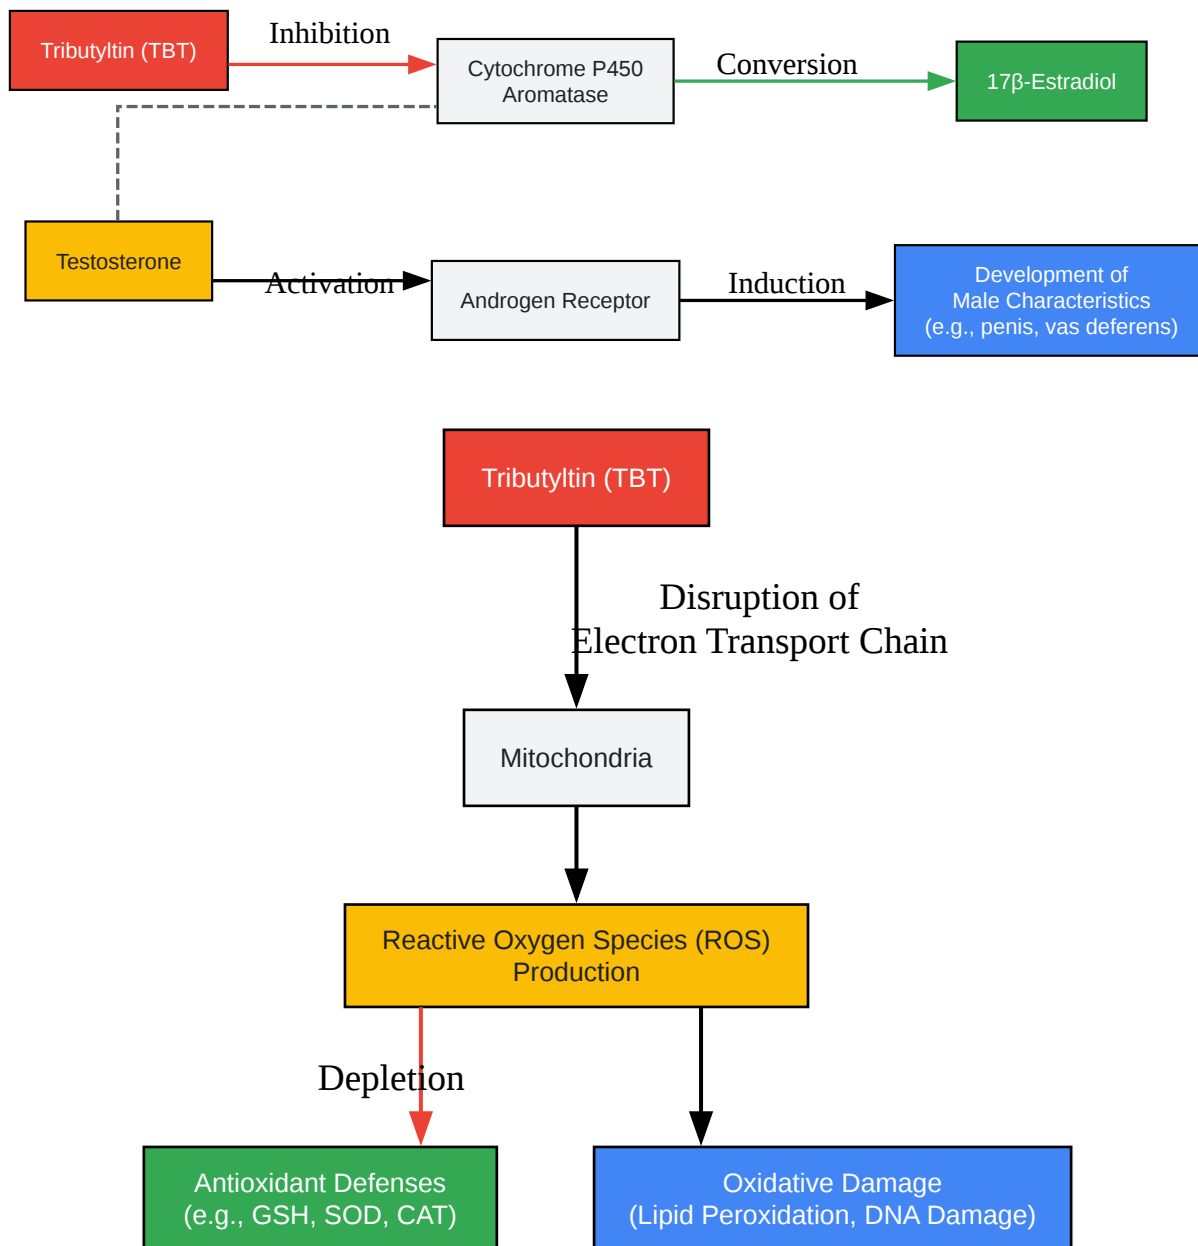 Tributyltin (TBT)
Inhibition
Cytochrome P450
Aromatase
Conversion
17β-Estradiol
Testosterone
Activation
Androgen Receptor
Induction
Development of
Male Characteristics
(e.g., penis, vas deferens)
Tributyltin (TBT)
Disruption of
Electron Transport Chain
Mitochondria
Reactive Oxygen Species (ROS)
Production
Depletion
Antioxidant Defenses
(e.g., GSH, SOD, CAT)
Oxidative Damage
(Lipid Peroxidation, DNA Damage)